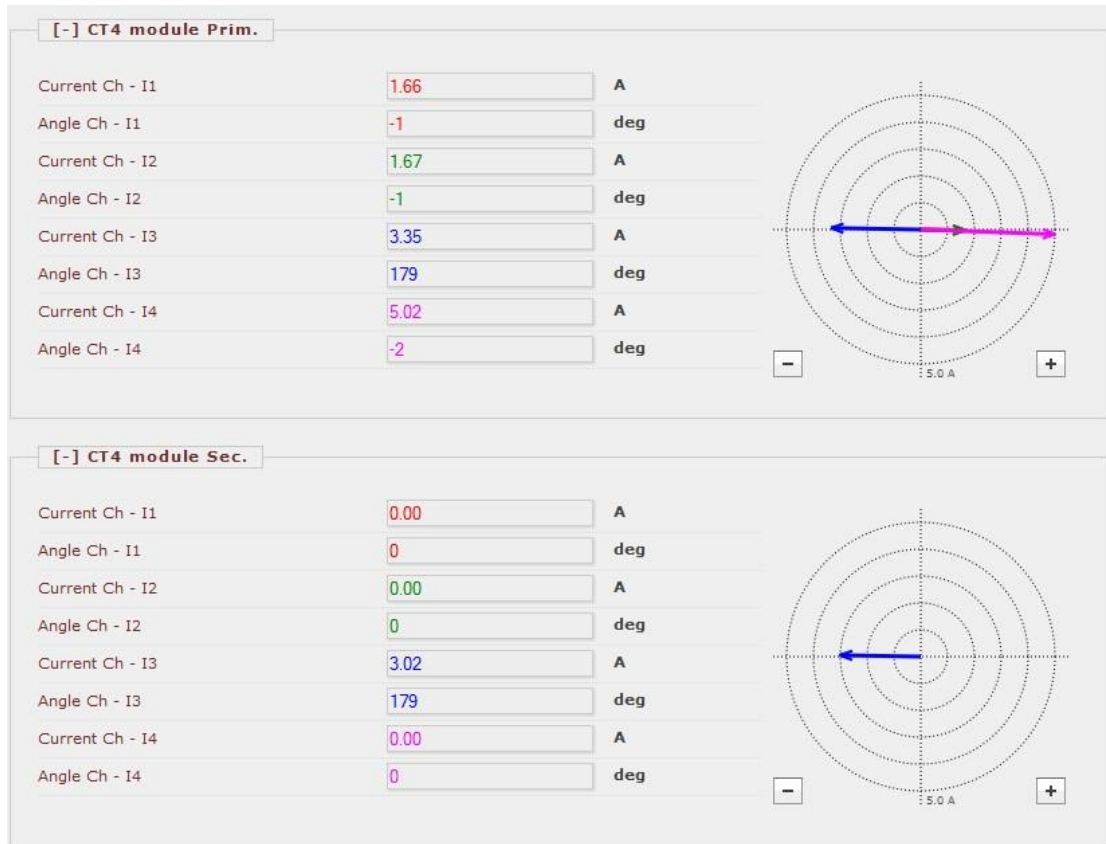 [-] CT4 module Prim.
Current Ch - I1 1.66 A
Angle Ch - I1 -1 deg
Current Ch - I2 1.67 A
Angle Ch - I2 -1 deg
Current Ch - I3 3.35 A
Angle Ch - I3 179 deg
Current Ch - I4 5.02 A
Angle Ch - I4 -2 deg
- 5.0 A +
[-] CT4 module Sec.
Current Ch - I1 0.00 A
Angle Ch - I1 0 deg
Current Ch - I2 0.00 A
Angle Ch - I2 0 deg
Current Ch - I3 3.02 A
Angle Ch - I3 179 deg
Current Ch - I4 0.00 A
Angle Ch - I4 0 deg
- 5.0 A +